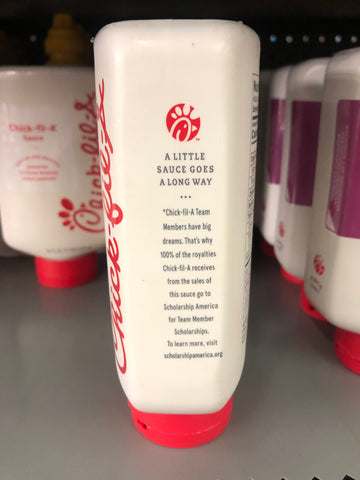 A LITTLE
SAUCE GOES
A LONG WAY
...
*Chick-fil-A Team
Members have big
dreams. That's why
100% of the royalties
Chick-fil-A receives
from the sales of
this sauce go to
Scholarship America
for Team Member
Scholarships.
To learn more, visit
scholarshipamerica.org
Chick-fil-A
Chick-fil-A
Sauce
Chick-fil-A